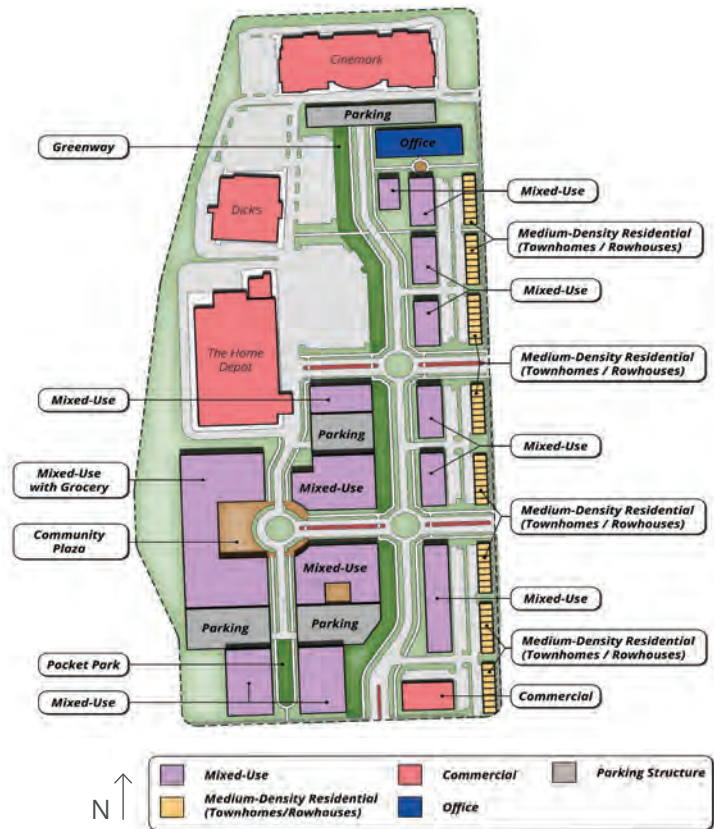 Cinemark
Parking
Greenway
Office
Mixed-Use
Dick's
Medium-Density Residential
(Townhomes / Rowhouses)
Mixed-Use
The Home
Depot
Medium-Density Residential
(Townhomes / Rowhouses)
Mixed-Use
Parking
Mixed-Use
Mixed-Use
with Grocery
Mixed-Use
Medium-Density Residential
(Townhomes / Rowhouses)
Community
Plaza
Mixed-Use
Mixed-Use
Parking
Parking
Medium-Density Residential
(Townhomes / Rowhouses)
Pocket Park
Mixed-Use
Commercial
Mixed-Use
Commercial
Parking Structure
Medium-Density Residential
(Townhomes/Rowhouses)
Office
N